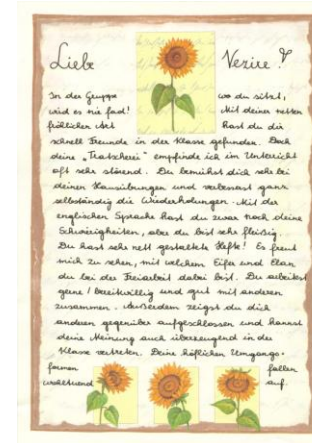 Liebe Nezire!
In der Gruppe wo du sitzt,
wird es nie fad! Mit deiner netten
fröhlichen Art hast du dir
schnell Freunde in der Klasse gefunden. Doch
deine „Tratscherei" empfinde ich im Unterricht
oft sehr störend. Du bemühst dich sehr bei
deinen Hausübungen und verbesserst ganz
selbständig die Wiederholungen. Mit der
englischen Sprache hast du zwar noch kleine
Schwierigkeiten, aber du bist sehr fleißig.
Du hast sehr nett gestaltete Hefte! Es freut
mich zu sehen, mit welchem Eifer und Elan
du bei der Freiarbeit dabei bist. Du arbeitest
gerne / bereitwillig und gut mit anderen
zusammen. Außerdem zeigst du dich
anderen gegenüber aufgeschlossen und kannst
deine Meinung auch überzeugend in der
Klasse vertreten. Deine höflichen Umgangs-
formen fallen
wohltuend auf.